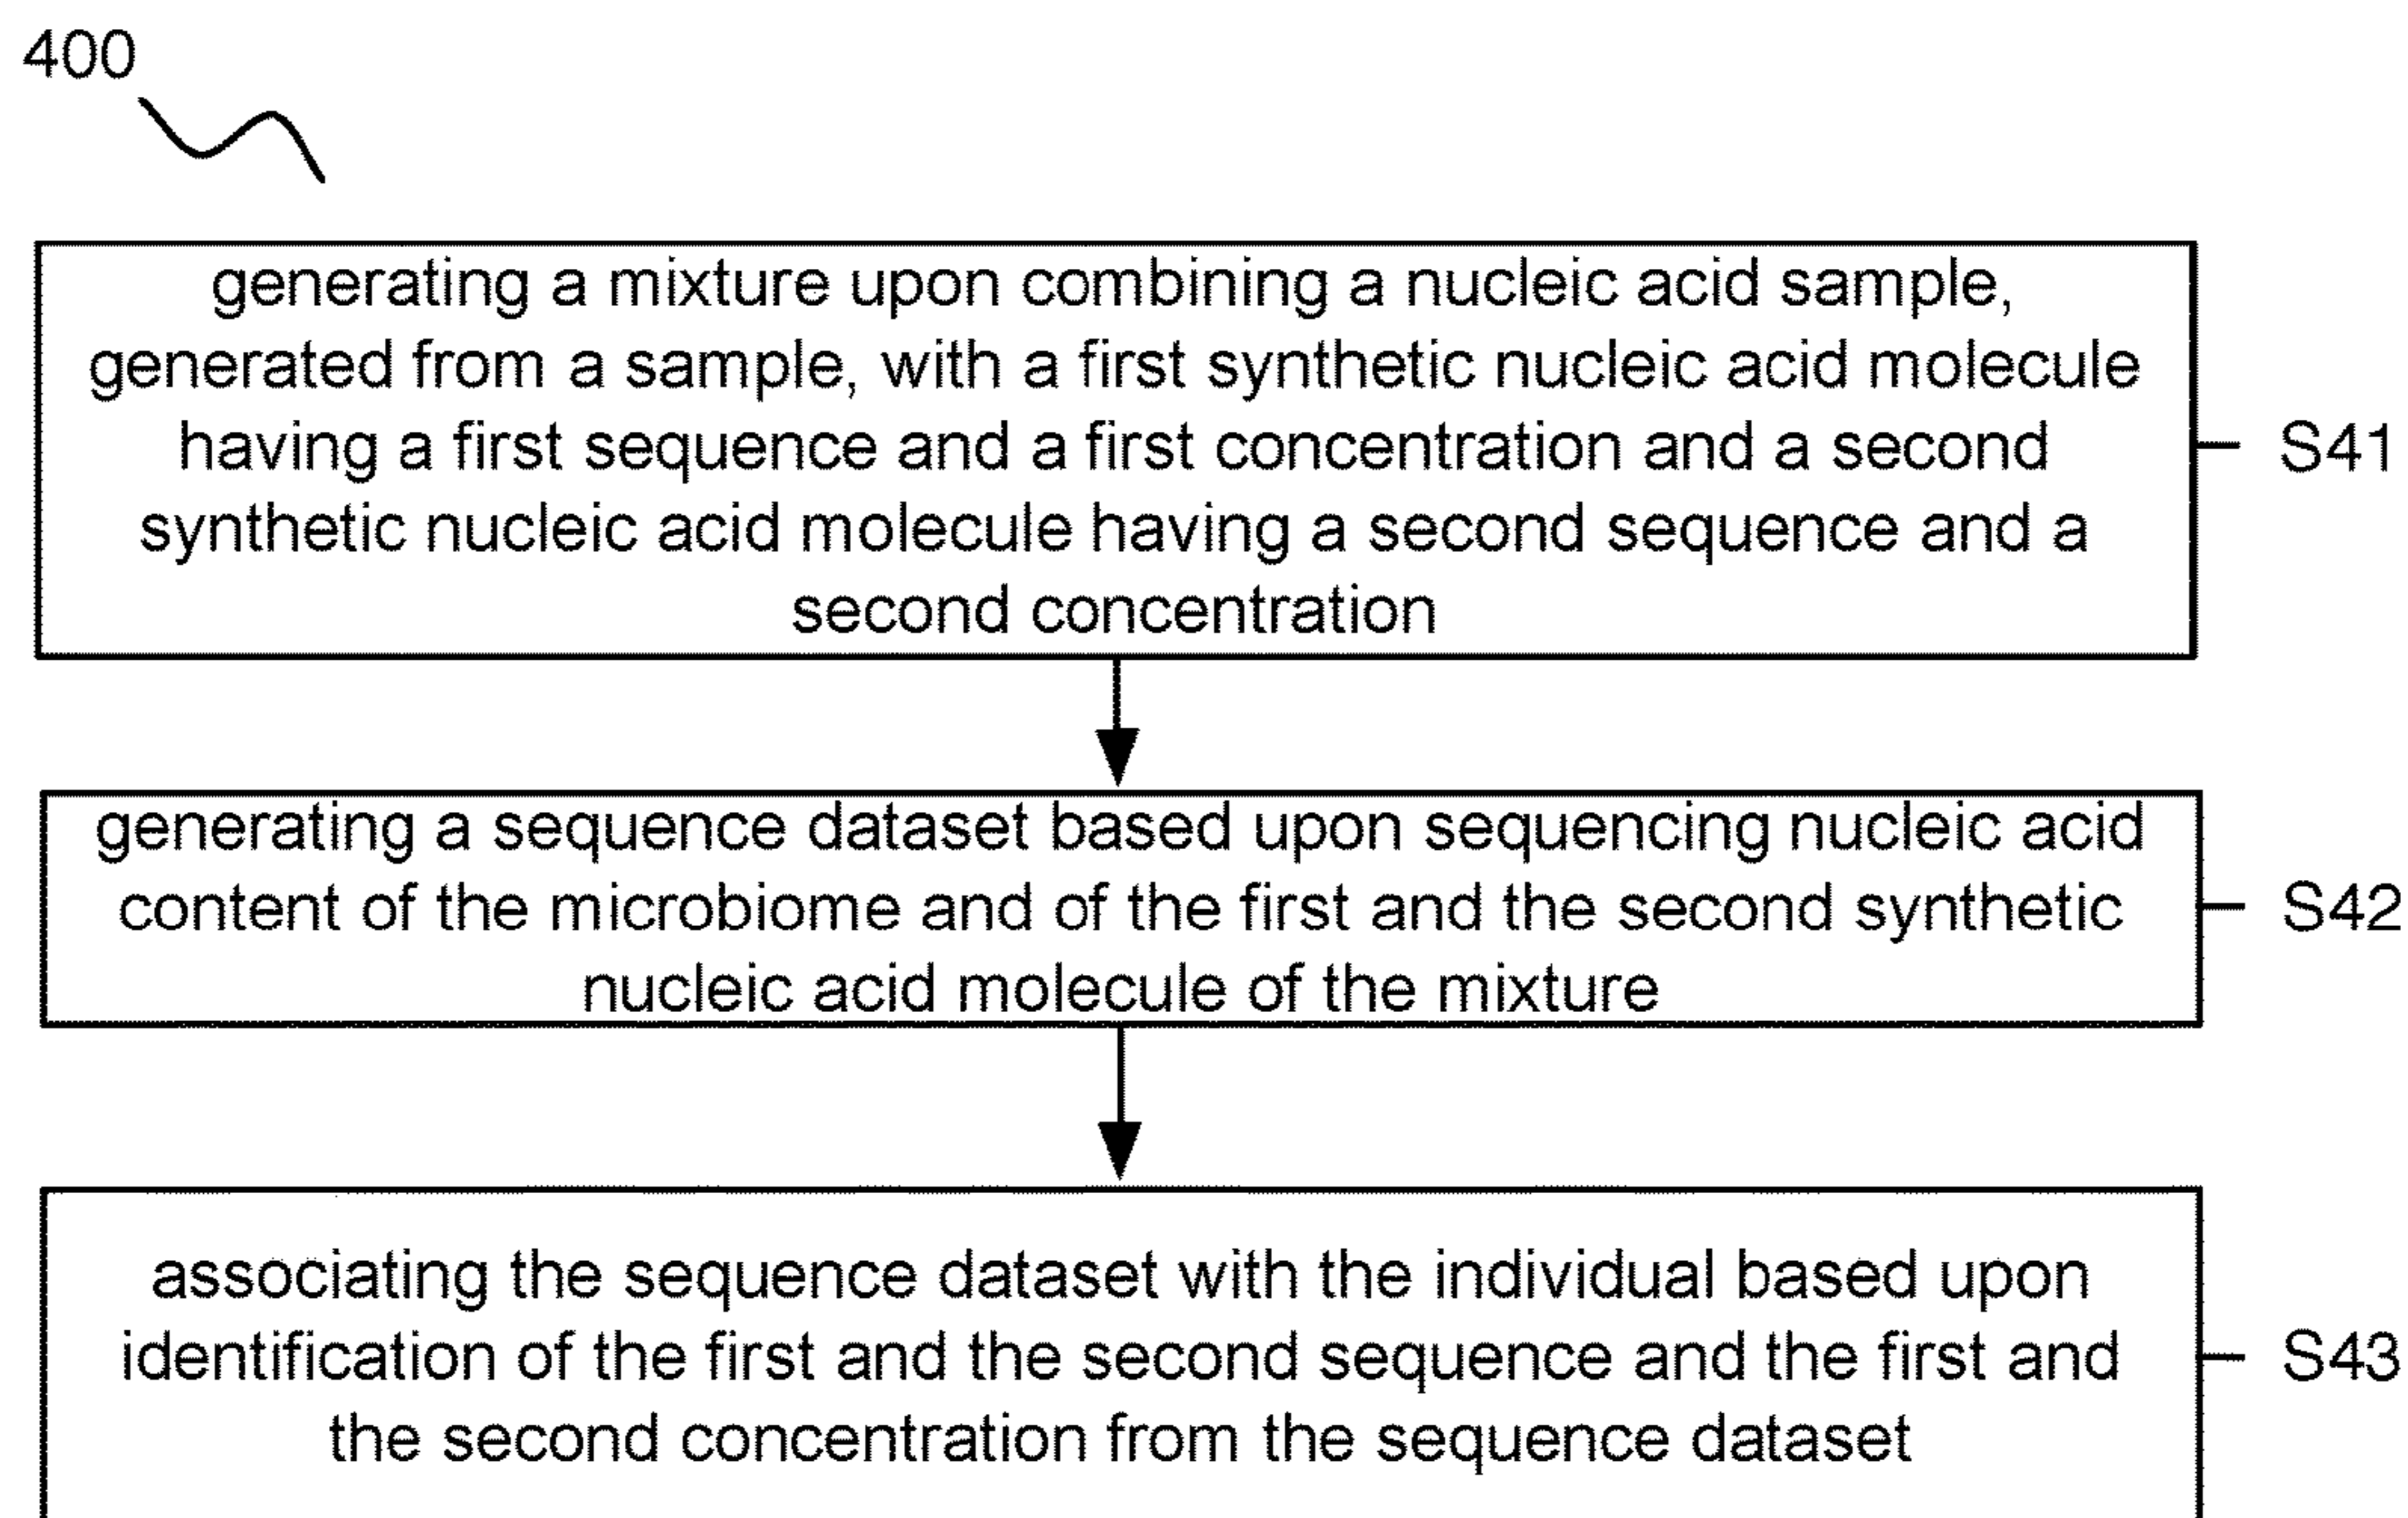 400
generating a mixture upon combining a nucleic acid sample,
generated from a sample, with a first synthetic nucleic acid molecule
having a first sequence and a first concentration and a second
synthetic nucleic acid molecule having a second sequence and a
second concentration
S41
generating a sequence dataset based upon sequencing nucleic acid
content of the microbiome and of the first and the second synthetic
nucleic acid molecule of the mixture
S42
associating the sequence dataset with the individual based upon
identification of the first and the second sequence and the first and
the second concentration from the sequence dataset
S43